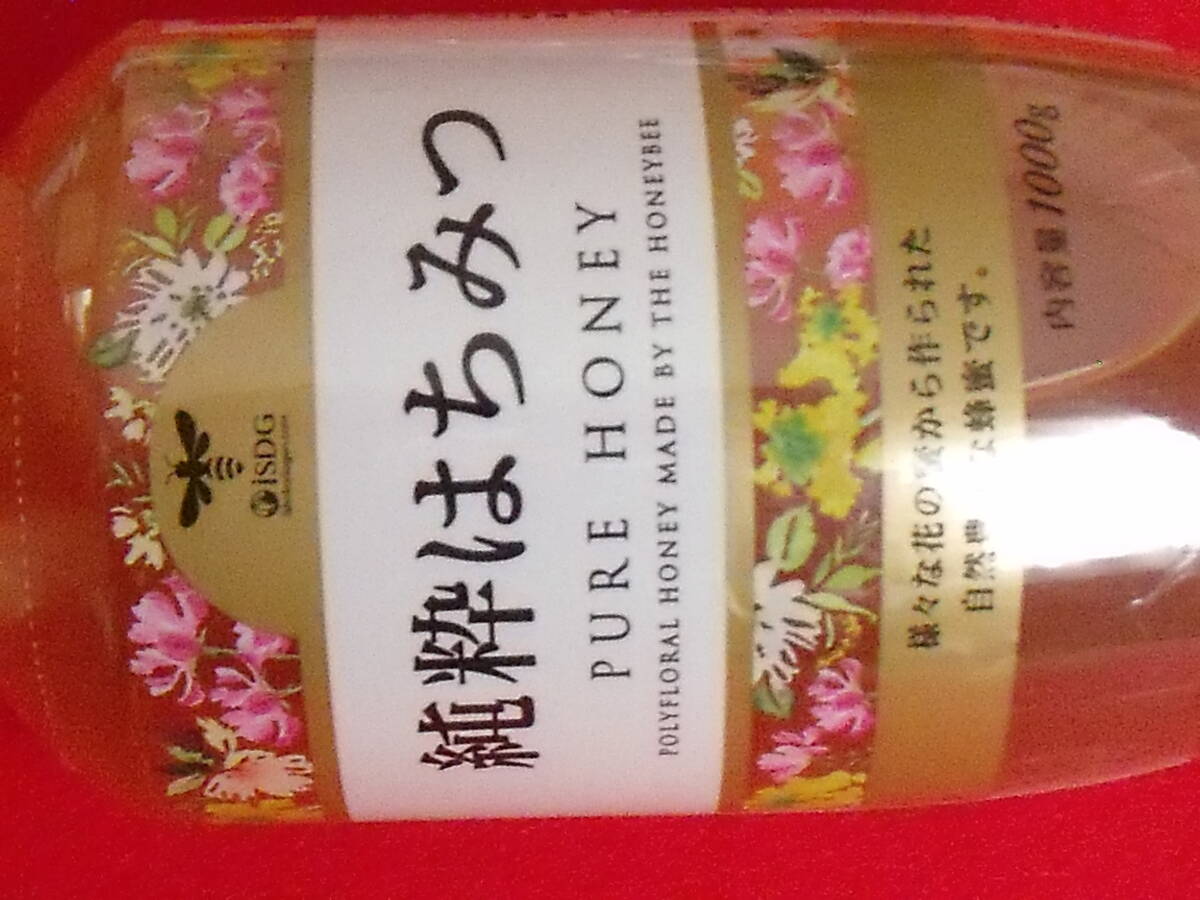 iSDG
純粋はちみつ
PURE HONEY
POLYFLORAL HONEY MADE BY THE HONEYBEE
様々な花の蜜から作られた
自然 な蜂蜜です。
内容量1000g